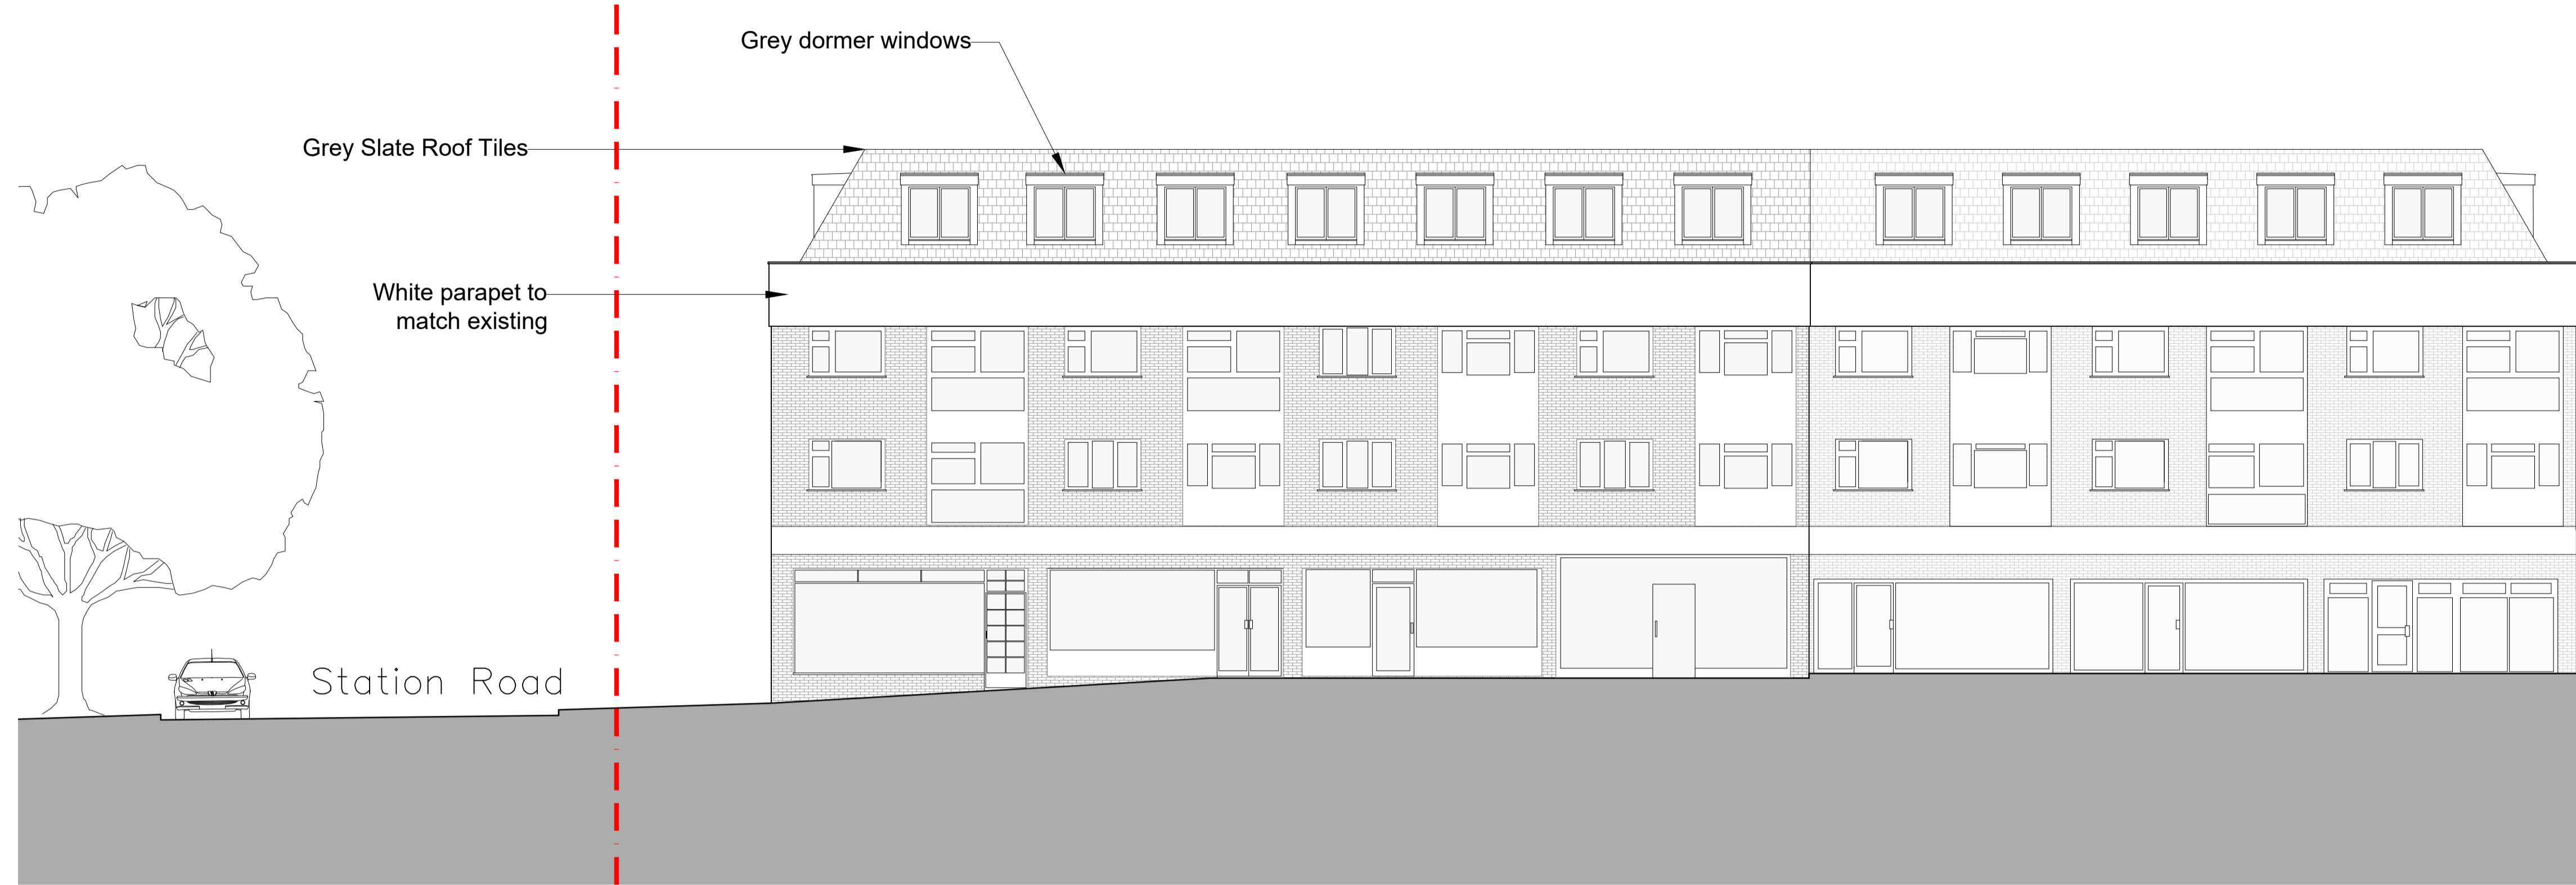 Grey dormer windows
Grey Slate Roof Tiles
White parapet to
match existing
Station Road